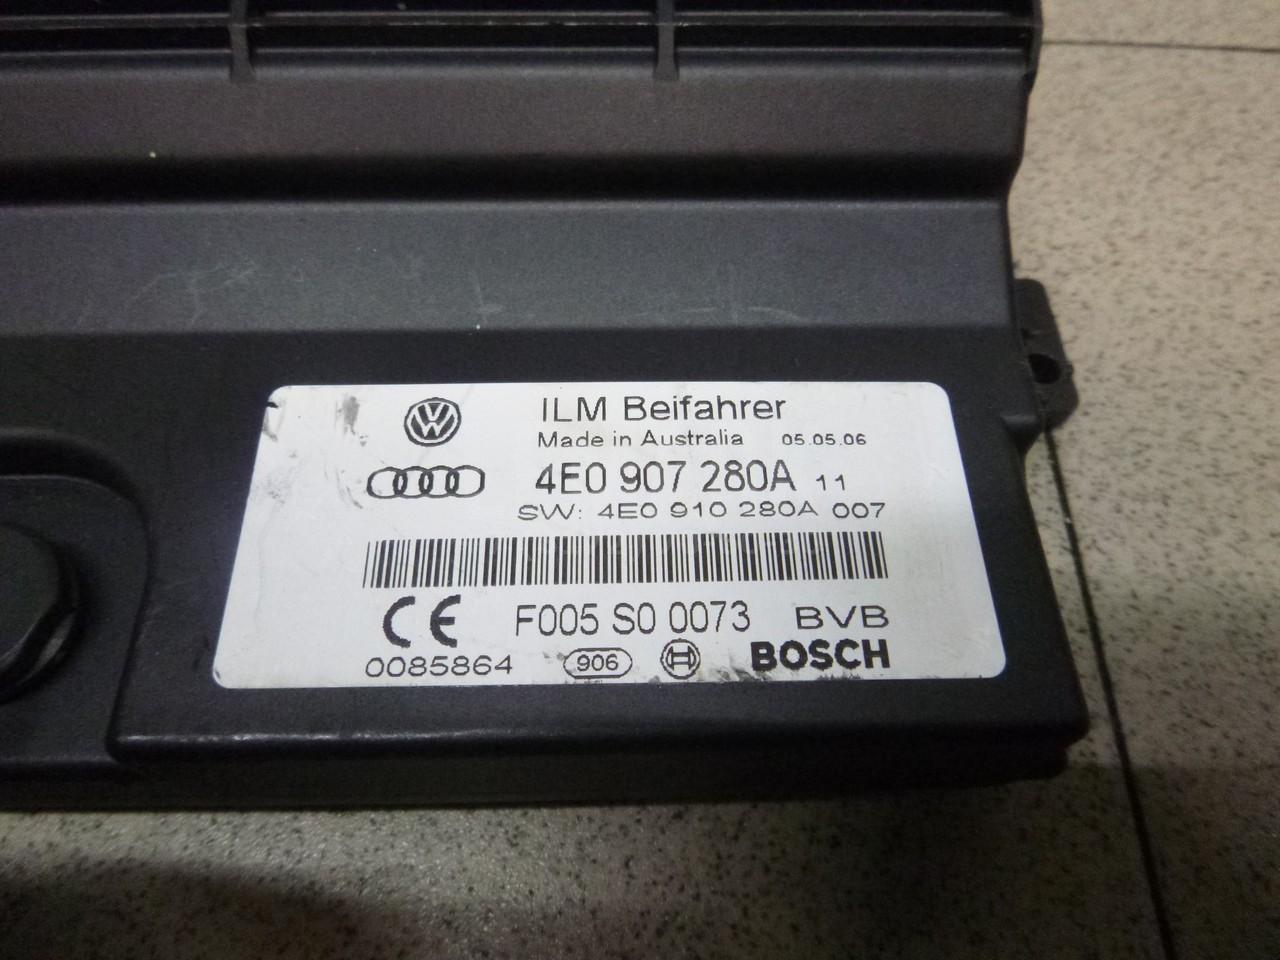 ILM Beifahrer
Made in Australia 05.05.06
4E0 907 280A 11
SW: 4E0 910 280A 007
CE F005 S0 0073 BVB
0085864 906 BOSCH